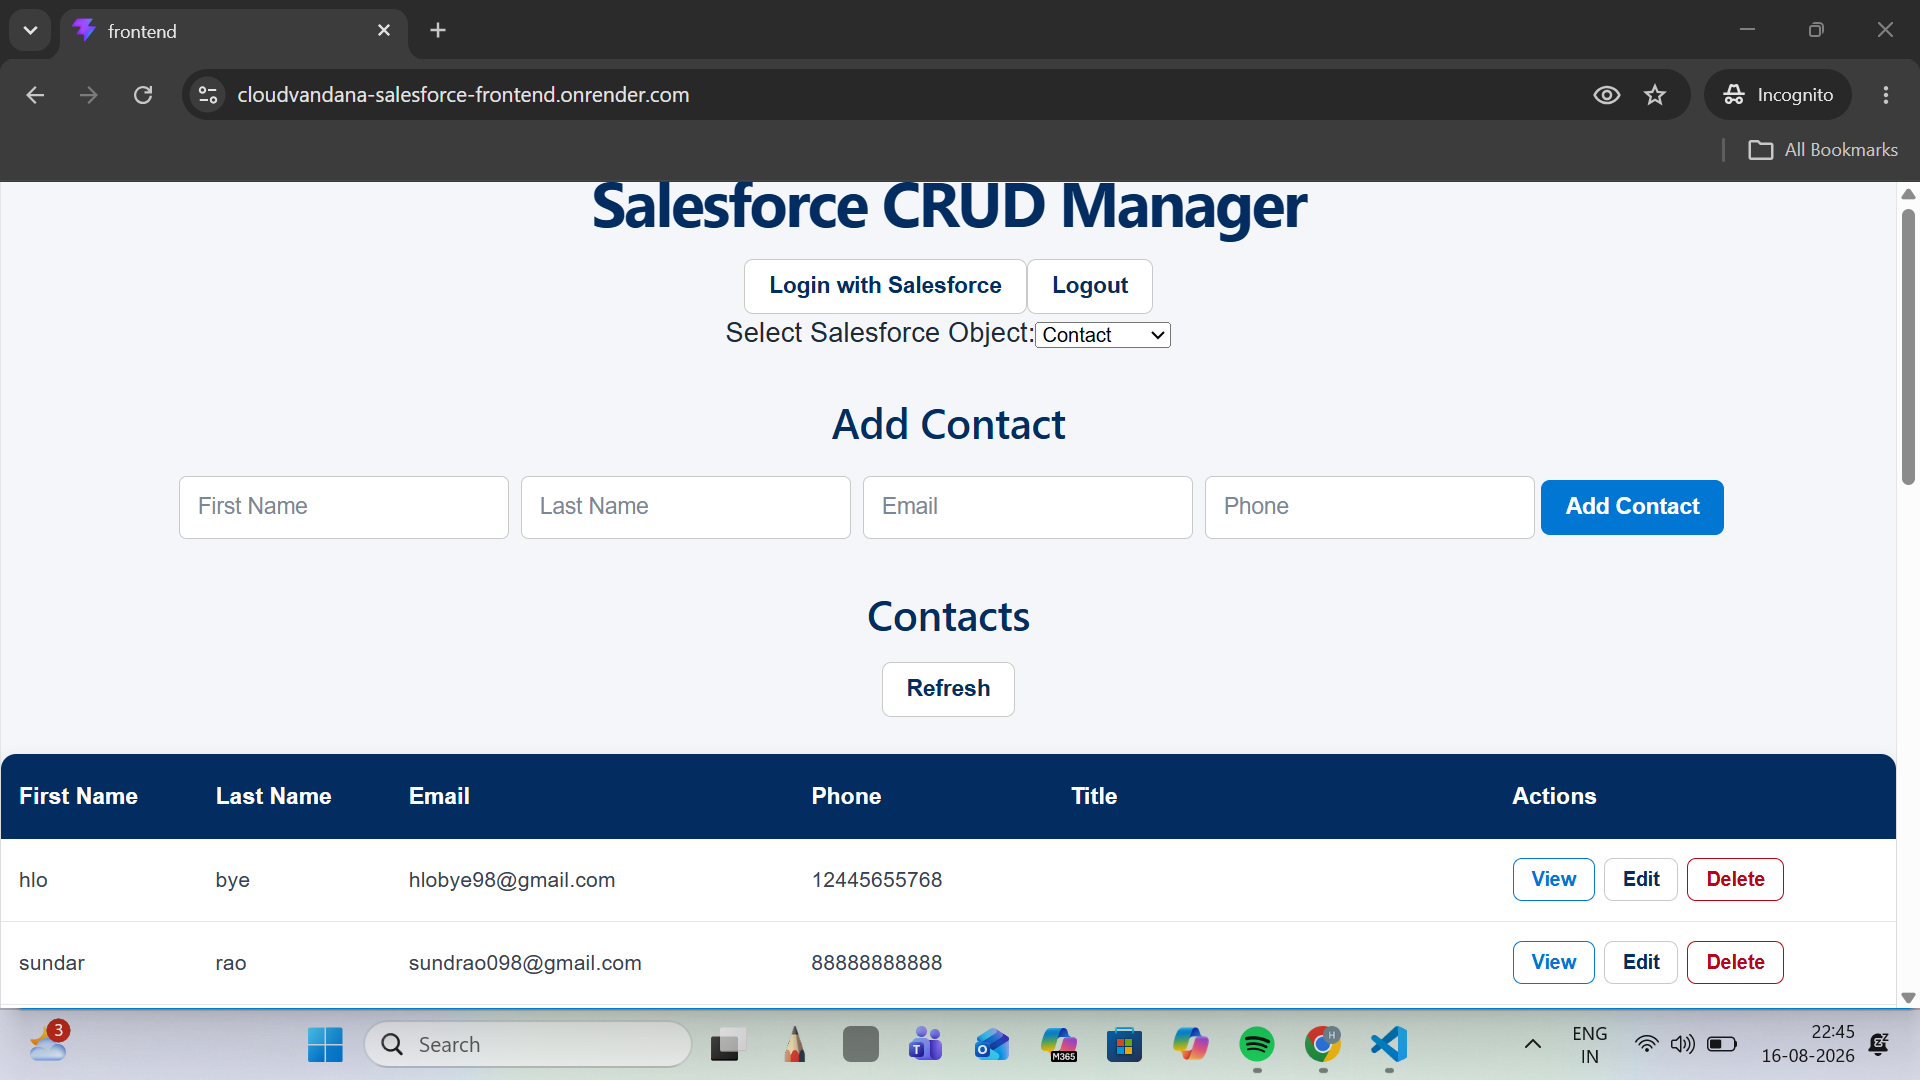 frontend
cloudvandana-salesforce-frontend.onrender.com
Incognito
All Bookmarks
Salesforce CRUD Manager
Login with Salesforce
Logout
Select Salesforce Object: Contact
Add Contact
First Name
Last Name
Email
Phone
Add Contact
Contacts
Refresh
First Name Last Name Email Phone Title Actions
hlo bye hlobye98@gmail.com 12445655768 View Edit Delete
sundar rao sundrao098@gmail.com 88888888888 View Edit Delete
3
Search
T
O
M365
H
ENG
IN
22:45
16-08-2026